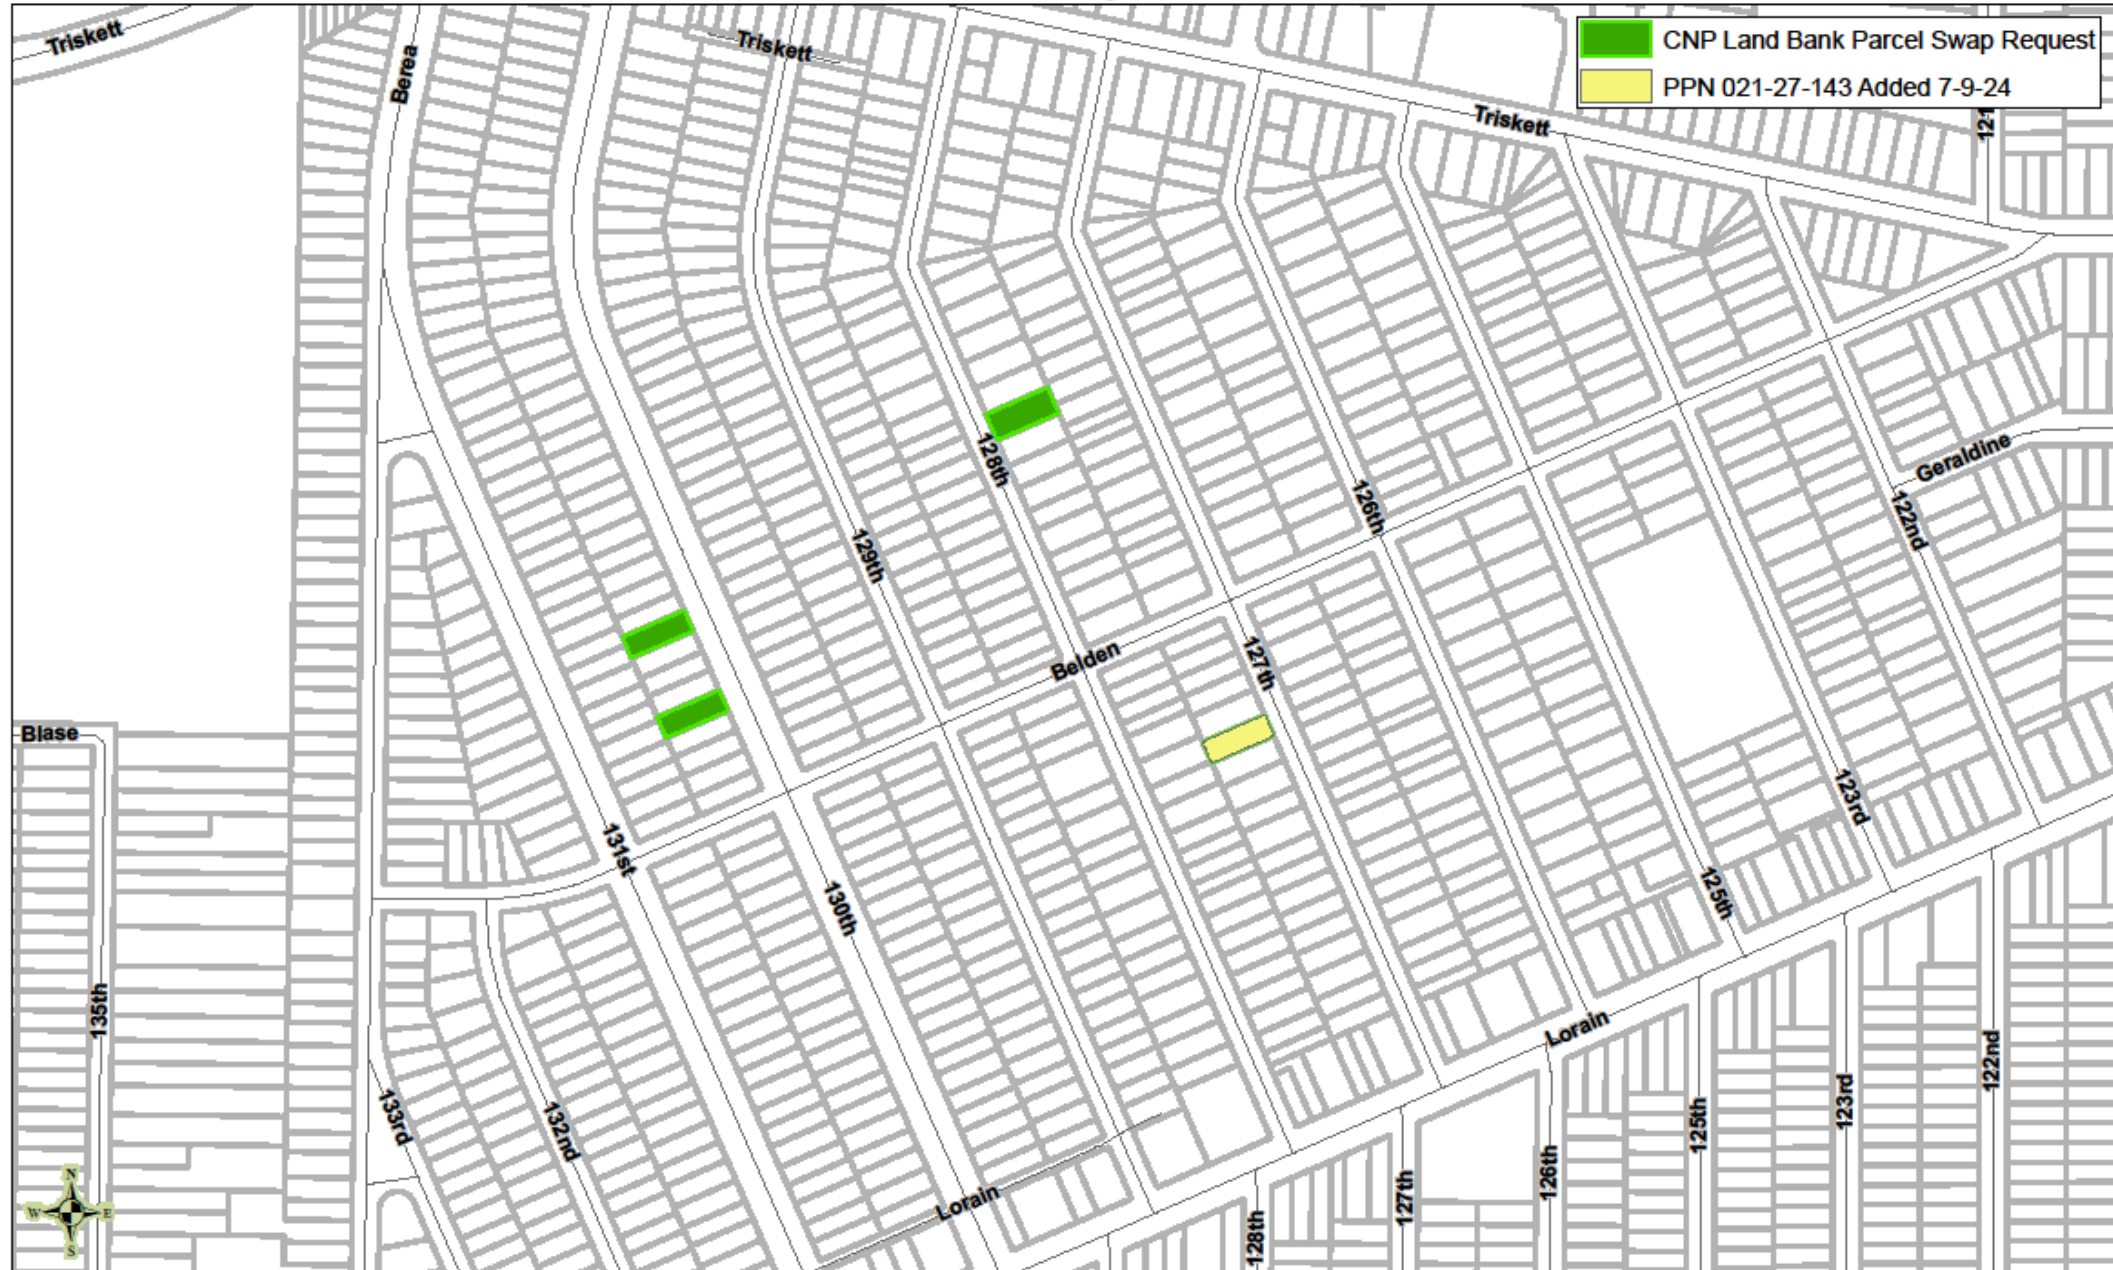 Triskett
Berea
Triskett
CNP Land Bank Parcel Swap Request
PPN 021-27-143 Added 7-9-24
Triskett
121
128th
Geraldine
126th
122nd
129th
Belden
127th
Blase
131st
123rd
130th
125th
135th
Lorain
133rd
132nd
122nd
123rd
125th
126th
127th
Lorain
128th
N
W
E
S